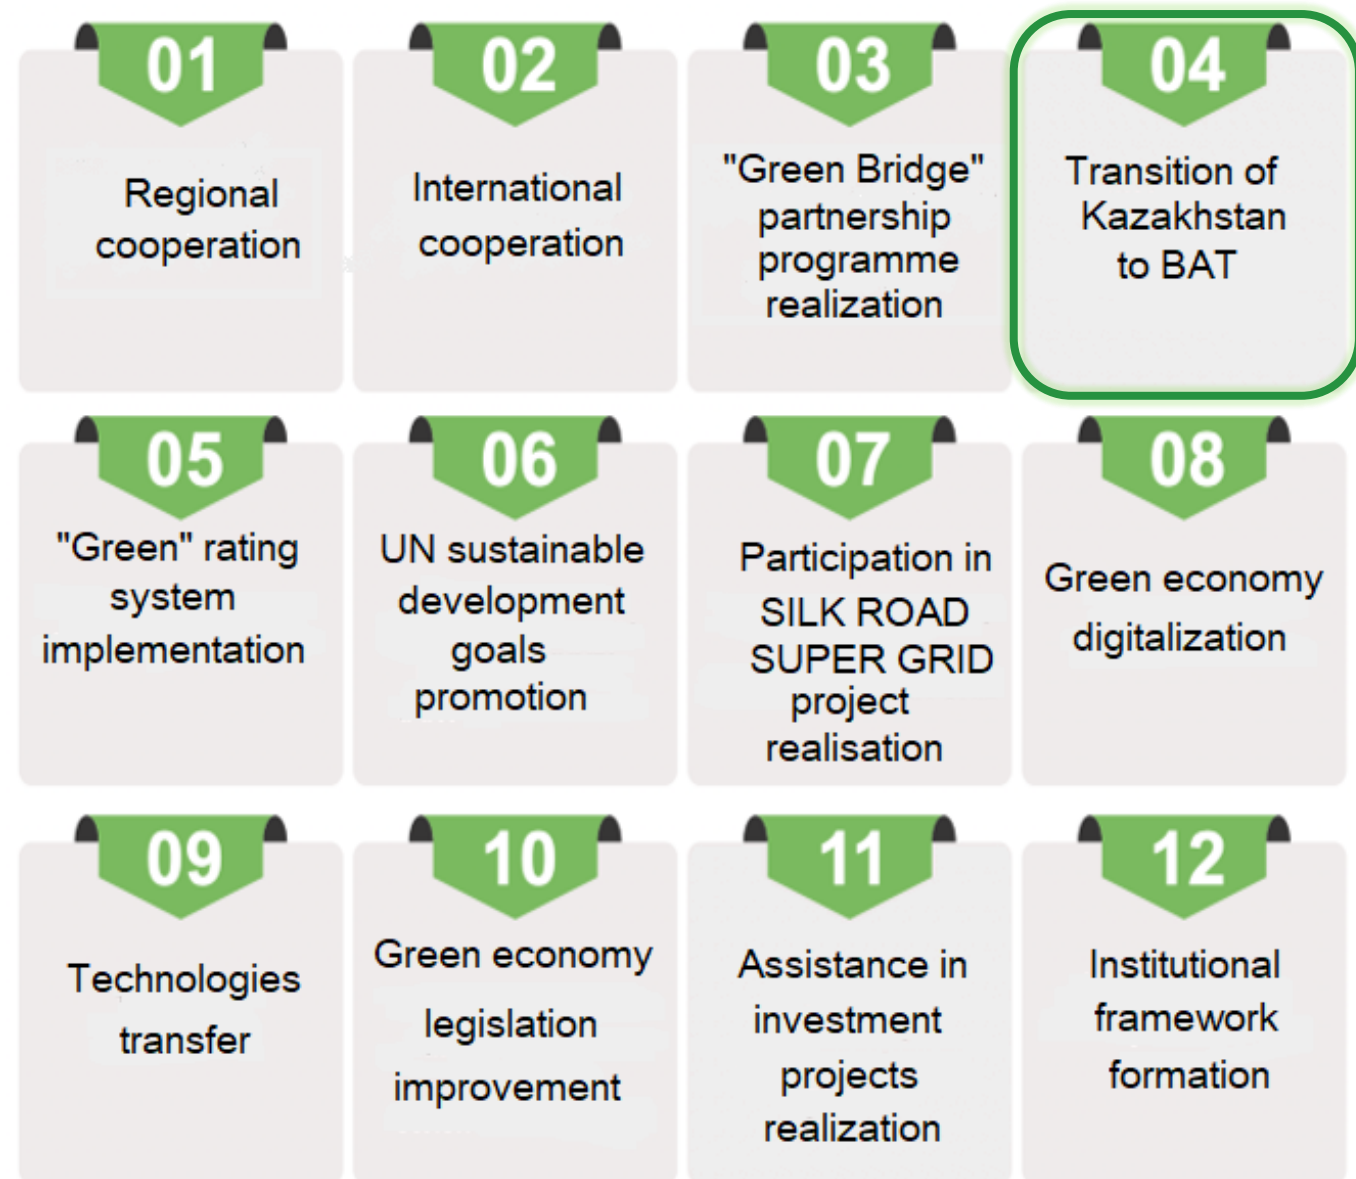 01
Regional
cooperation
02
International
cooperation
03
"Green Bridge"
partnership
programme
realization
04
Transition of
Kazakhstan
to BAT
05
"Green" rating
system
implementation
06
UN sustainable
development
goals
promotion
07
Participation in
SILK ROAD
SUPER GRID
project
realisation
08
Green economy
digitalization
09
Technologies
transfer
10
Green economy
legislation
improvement
11
Assistance in
investment
projects
realization
12
Institutional
framework
formation